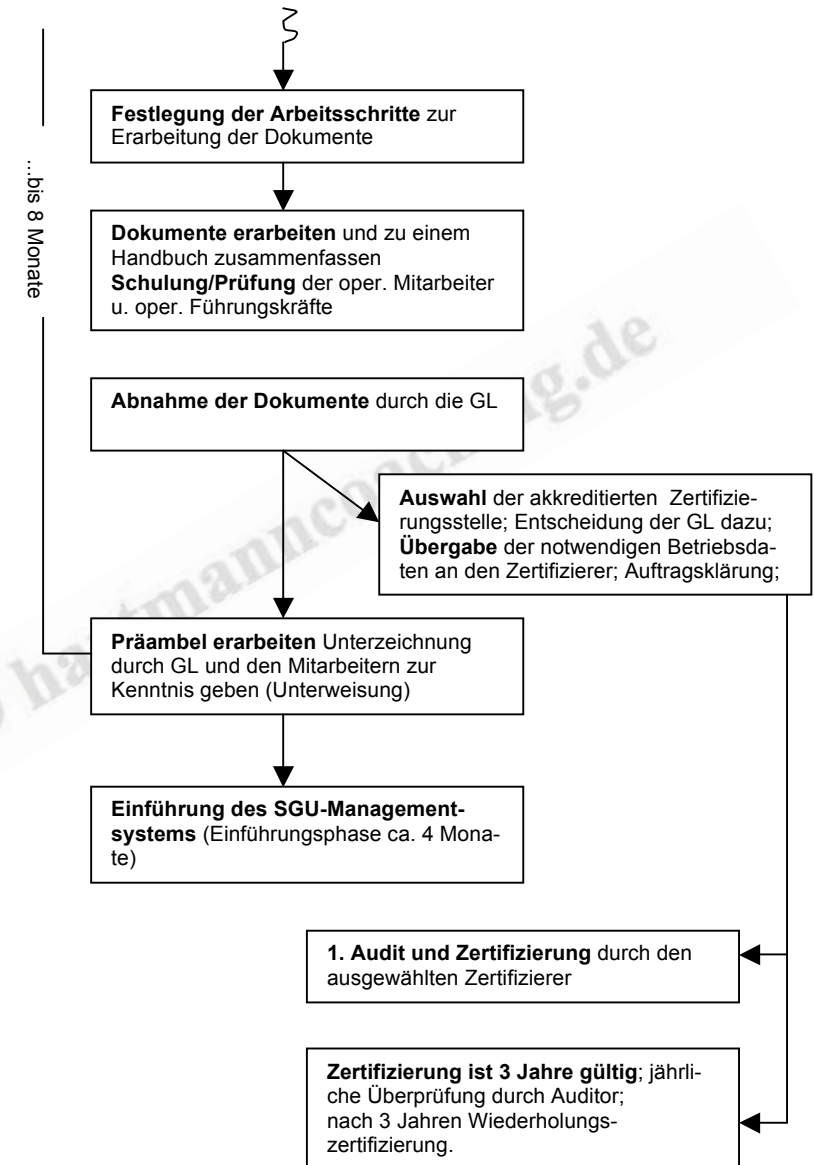 Festlegung der Arbeitsschritte zur
Erarbeitung der Dokumente
...bis 8 Monate
Dokumente erarbeiten und zu einem
Handbuch zusammenfassen
Schulung/Prüfung der oper. Mitarbeiter
u. oper. Führungskräfte
Abnahme der Dokumente durch die GL
Auswahl der akkreditierten Zertifizie-
rungsstelle; Entscheidung der GL dazu;
Übergabe der notwendigen Betriebsda-
ten an den Zertifizierer; Auftragsklärung;
Präambel erarbeiten Unterzeichnung
durch GL und den Mitarbeitern zur
Kenntnis geben (Unterweisung)
Einführung des SGU-Management-
systems (Einführungsphase ca. 4 Mona-
te)
1. Audit und Zertifizierung durch den
ausgewählten Zertifizierer
Zertifizierung ist 3 Jahre gültig; jährli-
che Überprüfung durch Auditor;
nach 3 Jahren Wiederholungs-
zertifizierung.